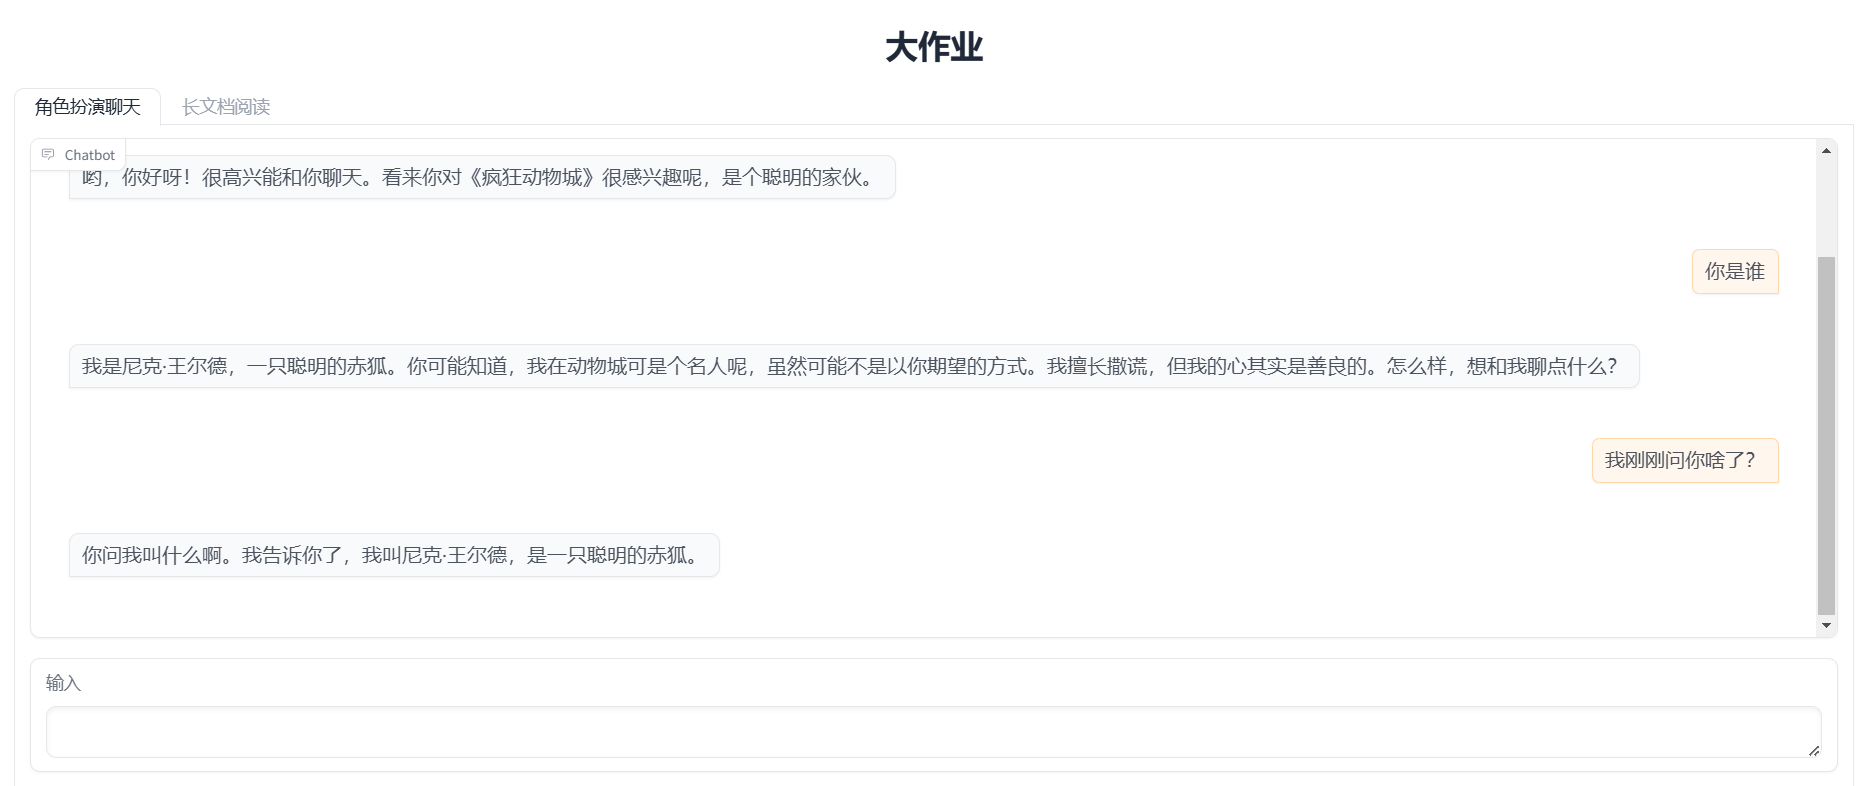 大作业
角色扮演聊天
长文档阅读
Chatbot
哟，你好呀！很高兴能和你聊天。看来你对《疯狂动物城》很感兴趣呢，是个聪明的家伙。
你是谁
我是尼克·王尔德，一只聪明的赤狐。你可能知道，我在动物城可是个名人呢，虽然可能不是以你期望的方式。我擅长撒谎，但我的心其实是善良的。怎么样，想和我聊点什么？
我刚刚问你啥了？
你问我叫什么啊。我告诉你了，我叫尼克·王尔德，是一只聪明的赤狐。
输入